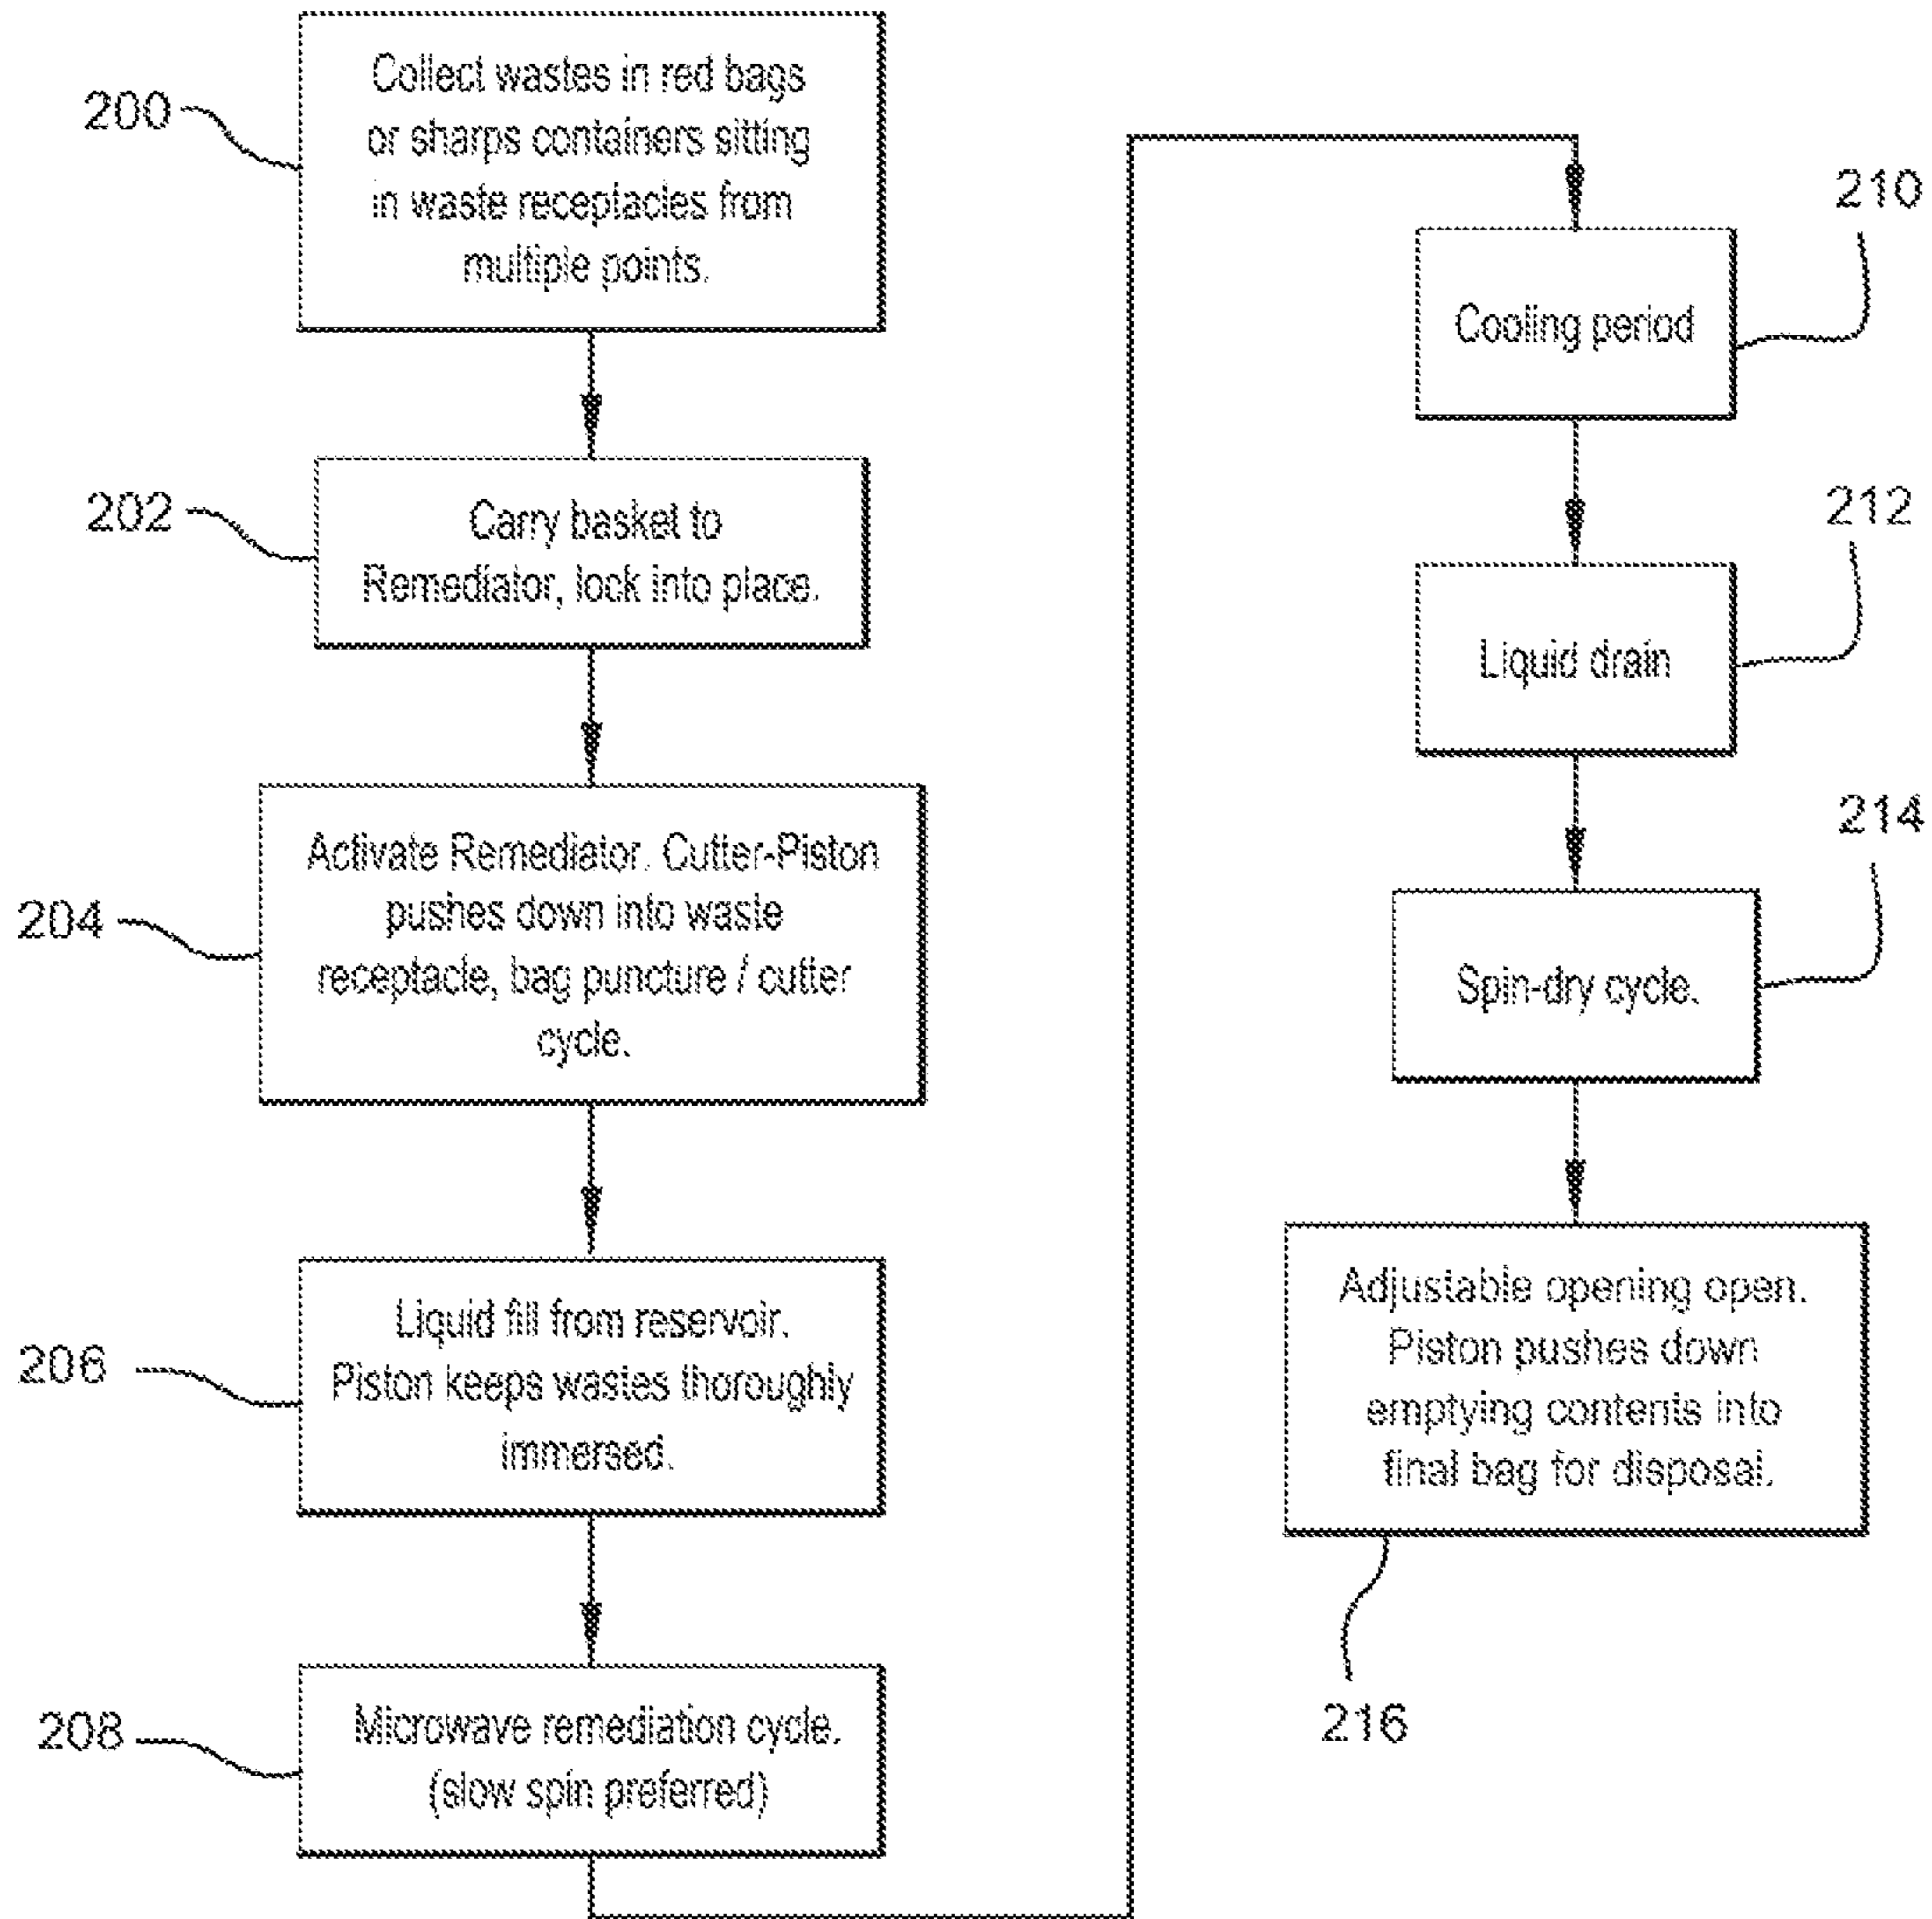 200
Collect wastes in red bags
or sharps containers sitting
in waste receptacles from
multiple points.
202
Carry basket to
Remediator, lock into place.
204
Activate Remediator. Cutter-Piston
pushes down into waste
receptacle, bag puncture / cutter
cycle.
206
Liquid fill from reservoir.
Piston keeps wastes thoroughly
immersed.
208
Microwave remediation cycle.
(slow spin preferred)
210
Cooling period
212
Liquid drain
214
Spin-dry cycle.
Adjustable opening open.
Piston pushes down
emptying contents into
final bag for disposal.
216